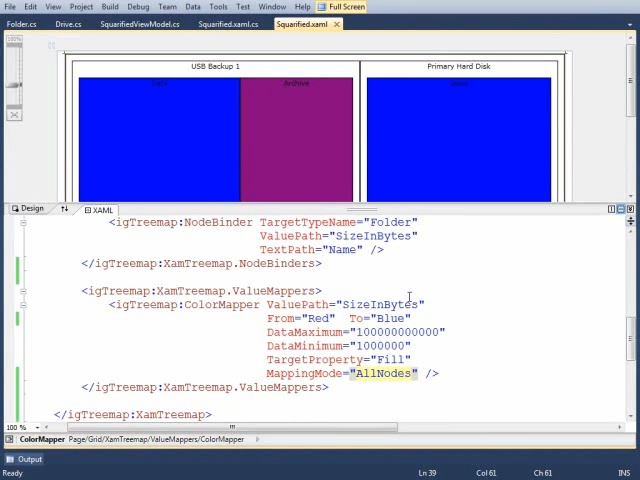 File Edit View Project Build Debug Team Data Tools Test Window Help Full Screen
Folder.cs Drive.cs SquarifiedViewModel.cs Squarified.xaml.cs Squarified.xaml
100%
USB Backup 1 Primary Hard Disk
Archive
Design XAML
<igTreemap:NodeBinder TargetTypeName="Folder"
ValuePath="SizeInBytes"
TextPath="Name" />
</igTreemap:XamTreemap.NodeBinders>
<igTreemap:XamTreemap.ValueMappers>
<igTreemap:ColorMapper ValuePath="SizeInBytes"
From="Red" To="Blue"
DataMaximum="100000000000"
DataMinimum="1000000"
TargetProperty="Fill"
MappingMode="AllNodes" />
</igTreemap:XamTreemap.ValueMappers>
</igTreemap:XamTreemap>
100 %
ColorMapper Page/Grid/XamTreemap/ValueMappers/ColorMapper
Output
Ready Ln 39 Col 61 Ch 61 INS